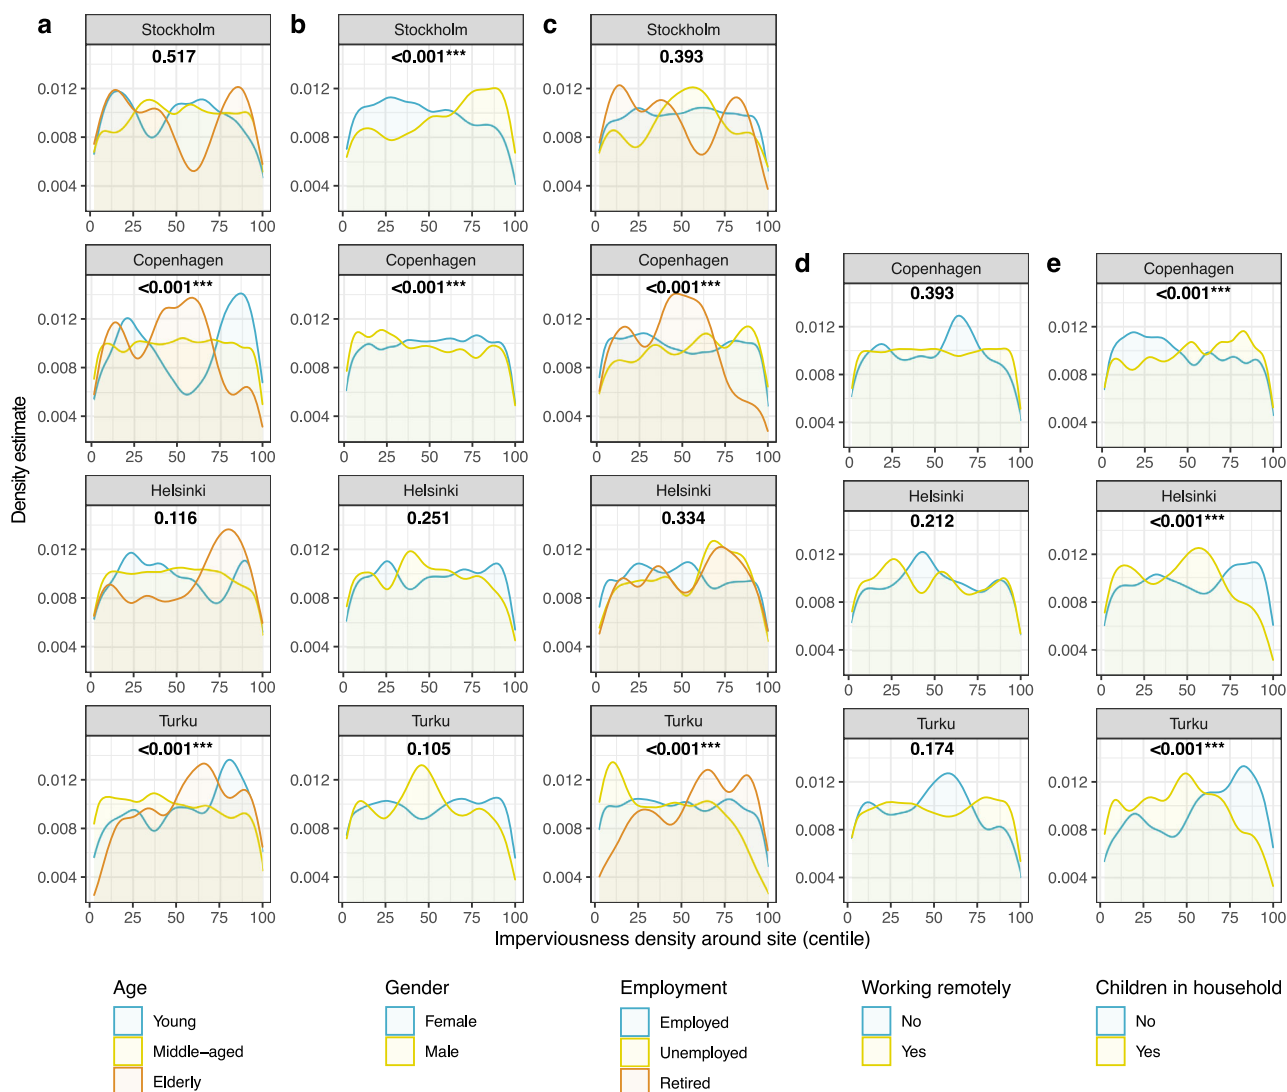 a
b
c
Stockholm
Stockholm
Stockholm
0.517
<0.001***
0.393
0.012
0.012
0.012
0.008
0.008
0.008
0.004
0.004
0.004
0 25 50 75 100
0 25 50 75 100
0 25 50 75 100
d
e
Copenhagen
Copenhagen
Copenhagen
Copenhagen
Copenhagen
<0.001***
<0.001***
<0.001***
0.393
<0.001***
0.012
0.012
0.012
0.012
0.012
0.008
0.008
0.008
0.008
0.008
0.004
0.004
0.004
0.004
0.004
0 25 50 75 100
0 25 50 75 100
0 25 50 75 100
0 25 50 75 100
0 25 50 75 100
Density estimate
Helsinki
Helsinki
Helsinki
Helsinki
Helsinki
0.116
0.251
0.334
0.212
<0.001***
0.012
0.012
0.012
0.012
0.012
0.008
0.008
0.008
0.008
0.008
0.004
0.004
0.004
0.004
0.004
0 25 50 75 100
0 25 50 75 100
0 25 50 75 100
0 25 50 75 100
0 25 50 75 100
Turku
Turku
Turku
Turku
Turku
<0.001***
0.105
<0.001***
0.174
<0.001***
0.012
0.012
0.012
0.012
0.012
0.008
0.008
0.008
0.008
0.008
0.004
0.004
0.004
0.004
0.004
0 25 50 75 100
0 25 50 75 100
0 25 50 75 100
0 25 50 75 100
0 25 50 75 100
Imperviousness density around site (centile)
Age
Young
Middle−aged
Elderly
Gender
Female
Male
Employment
Employed
Unemployed
Retired
Working remotely
No
Yes
Children in household
No
Yes